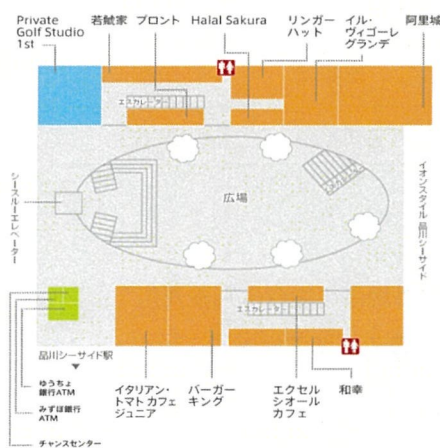 Private
Golf Studio
1st
若鯱家
プロント
Halal Sakura
リンガー
ハット
イル・
ヴィゴーレ
グランデ
阿里城
エスカレーター
シースルーエレベーター
広場
イオンスタイル品川シーサイド
エスカレーター
品川シーサイド駅
ゆうちょ
銀行ATM
みずほ銀行
ATM
チャンスセンター
イタリアン・
トマト カフェ
ジュニア
バーガー
キング
エクセル
シオール
カフェ
和幸